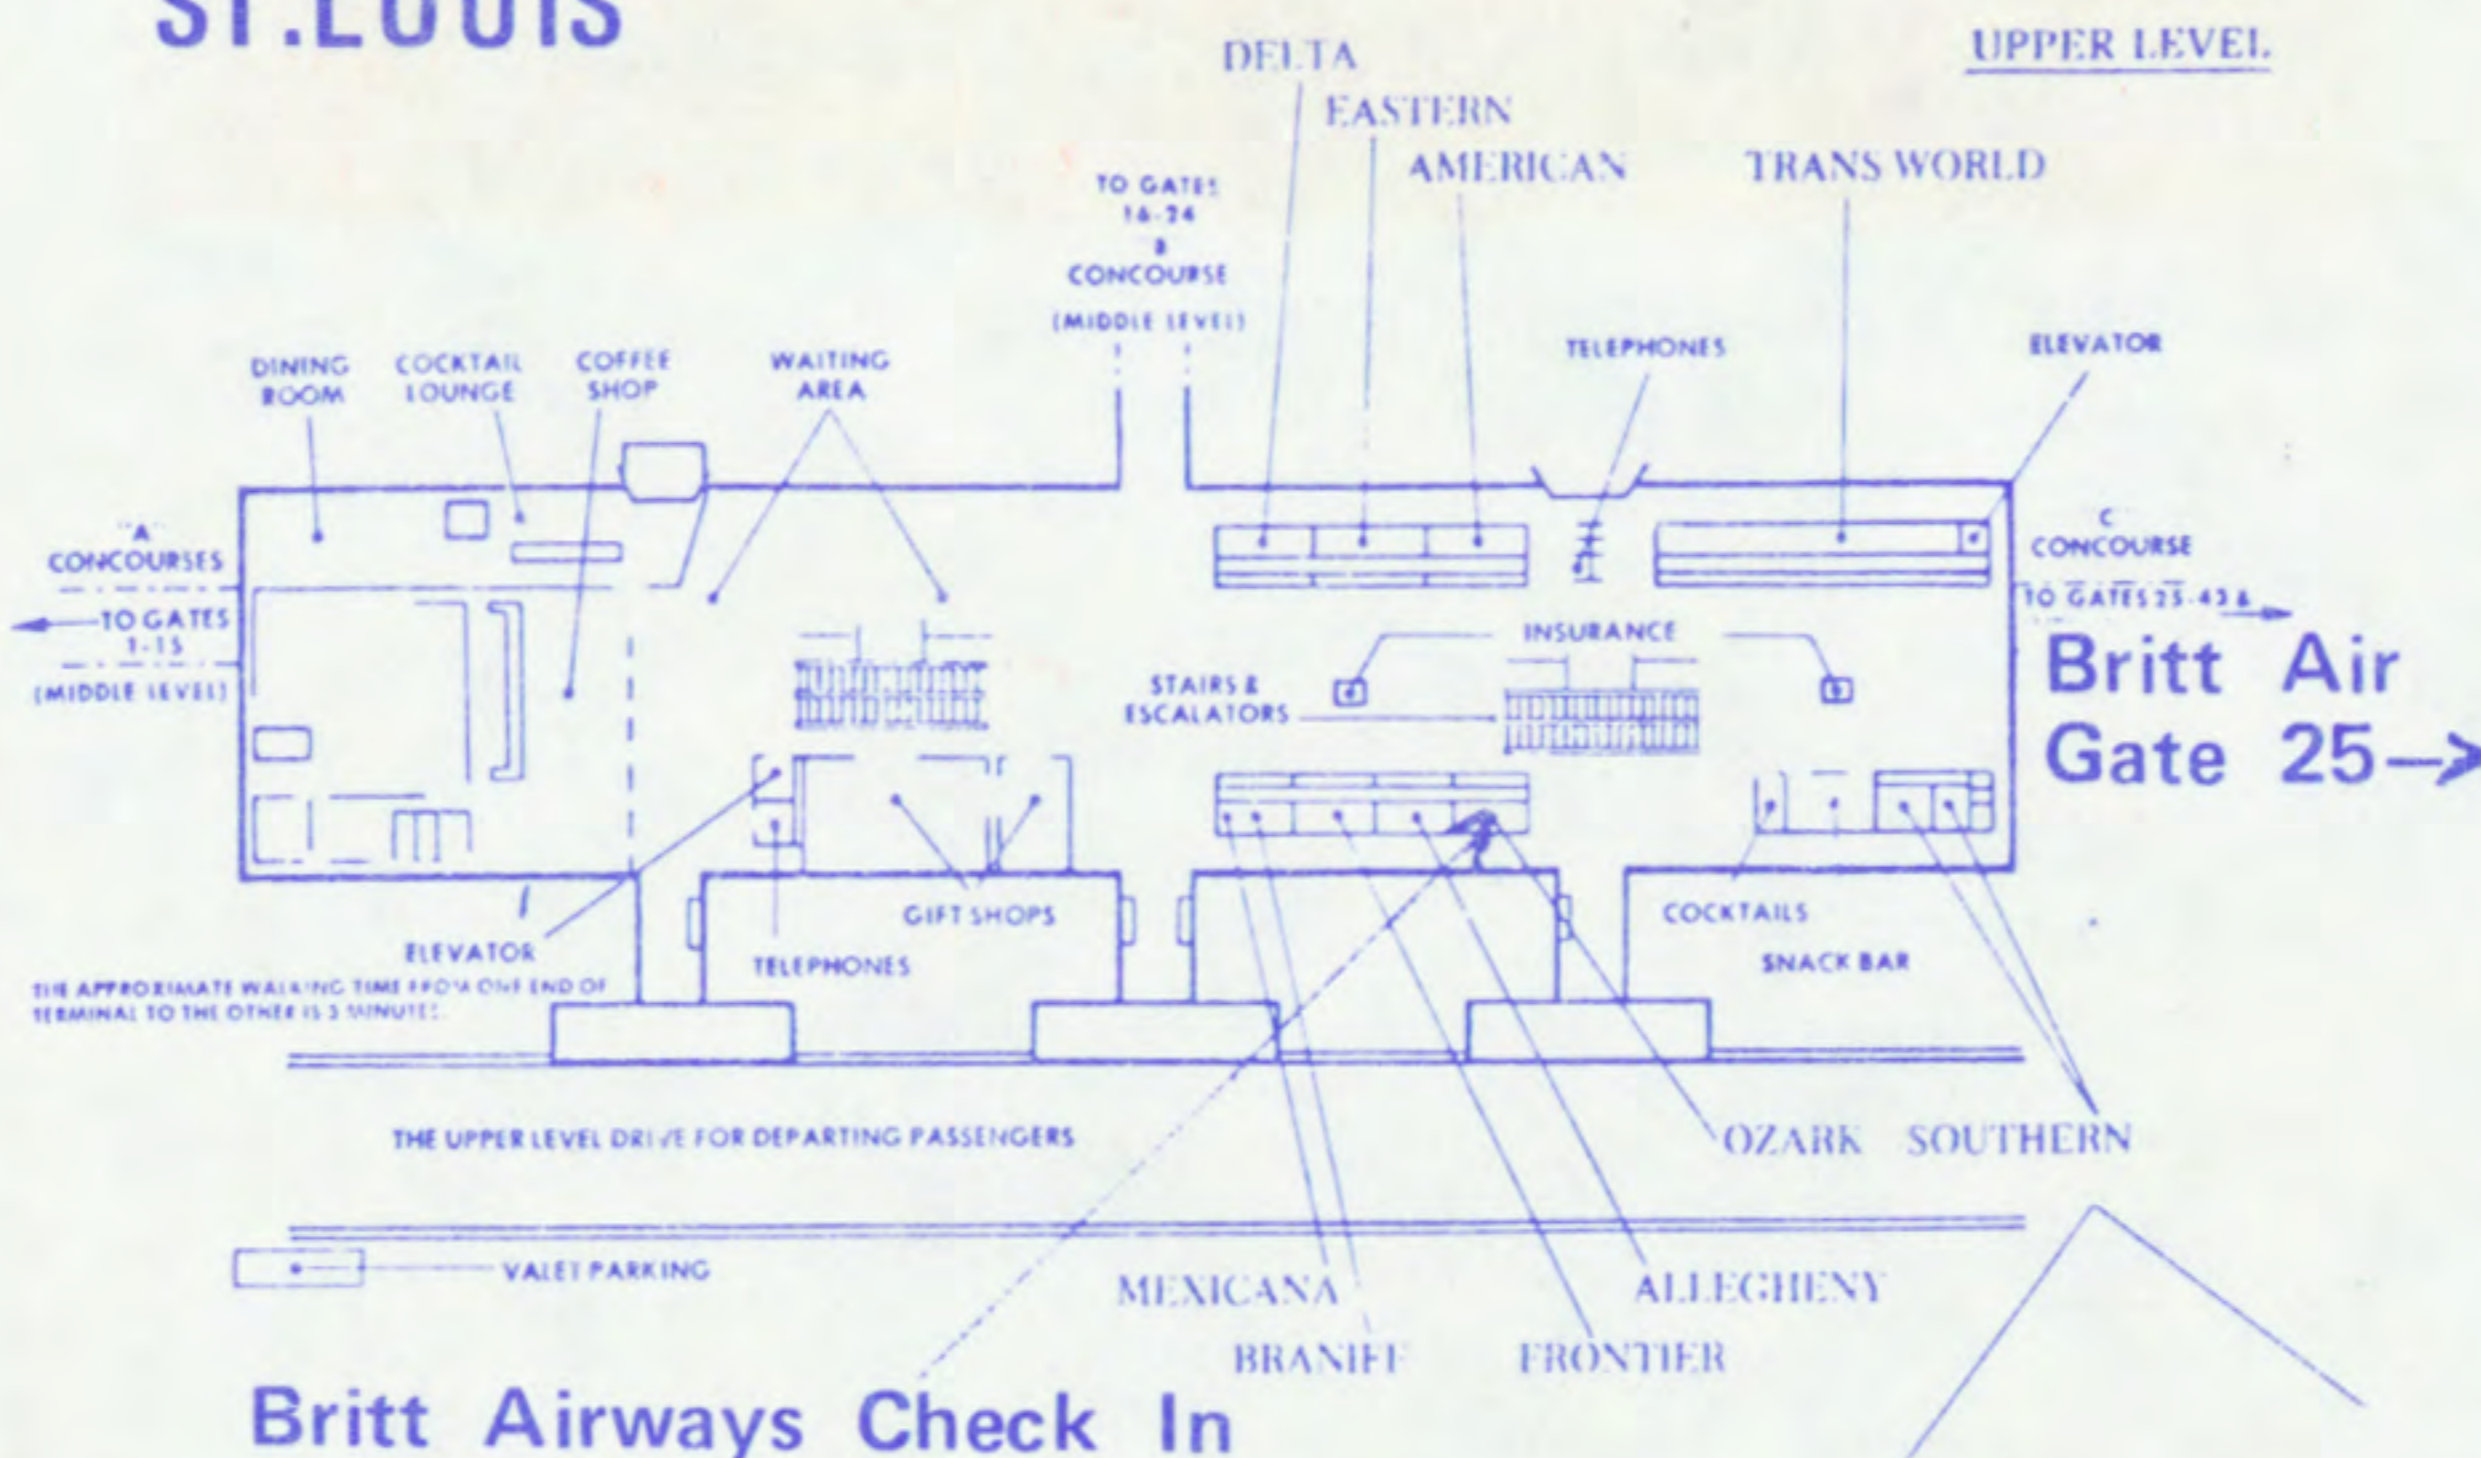 ST.LOUIS
UPPER LEVEL
DELTA
EASTERN
AMERICAN
TRANS WORLD
TO GATES
16-24
B
CONCOURSE
(MIDDLE LEVEL)
DINING
ROOM
COCKTAIL
LOUNGE
COFFEE
SHOP
WAITING
AREA
TELEPHONES
ELEVATOR
"A"
CONCOURSES
TO GATES
1-15
(MIDDLE LEVEL)
C
CONCOURSE
TO GATES 25-43 &
Britt Air
Gate 25
INSURANCE
STAIRS &
ESCALATORS
GIFT SHOPS
COCKTAILS
ELEVATOR
TELEPHONES
SNACK BAR
THE APPROXIMATE WALKING TIME FROM ONE END OF
TERMINAL TO THE OTHER IS 3 MINUTES.
THE UPPER LEVEL DRIVE FOR DEPARTING PASSENGERS
OZARK
SOUTHERN
VALET PARKING
MEXICANA
ALLEGHENY
BRANIFF
FRONTIER
Britt Airways Check In